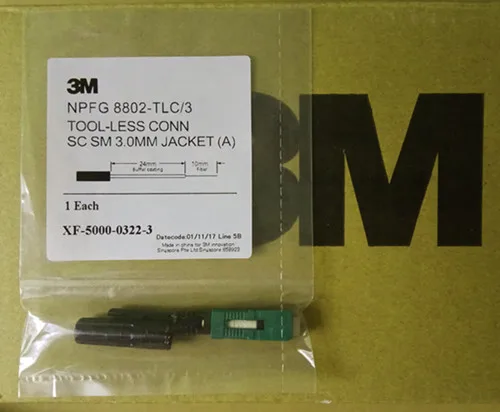 3M
NPFG 8802-TLC/3
TOOL-LESS CONN
SC SM 3.0MM JACKET (A)
24mm 10mm
Buffer coating Fiber
1 Each
XF-5000-0322-3
Datecode:01/11/17 Line SB
Made in china for 3M innovation
Singapore Pte Ltd Singapore 659923
3M